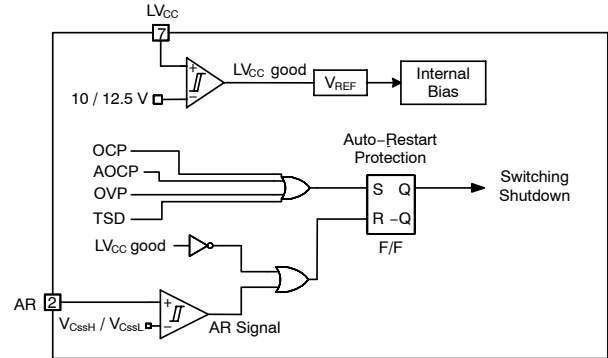 LVCC
7
+
−
10 / 12.5 V
LVCC good
VREF
Internal
Bias
Auto−Restart
Protection
OCP
AOCP
OVP
TSD
S Q
R −Q
F/F
Switching
Shutdown
LVCC good
AR
2
+
−
VCssH / VCssL
AR Signal